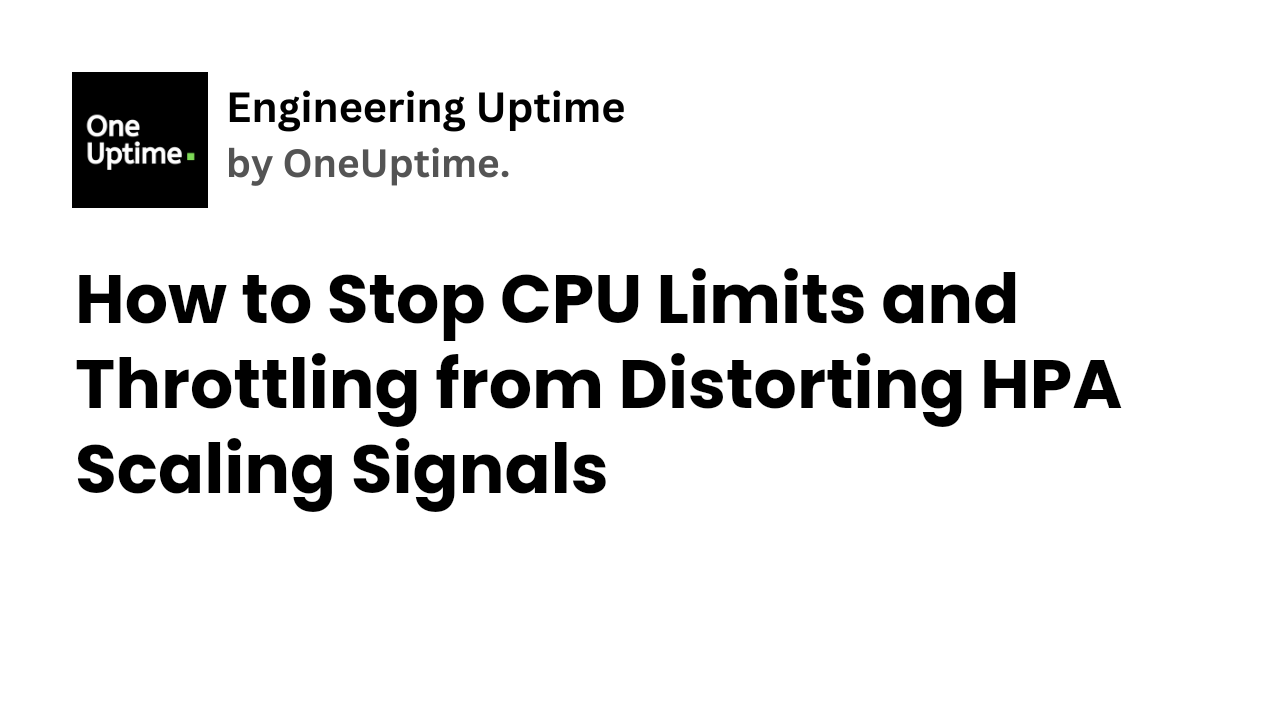 One
Uptime.
Engineering Uptime
by OneUptime.
How to Stop CPU Limits and
Throttling from Distorting HPA
Scaling Signals